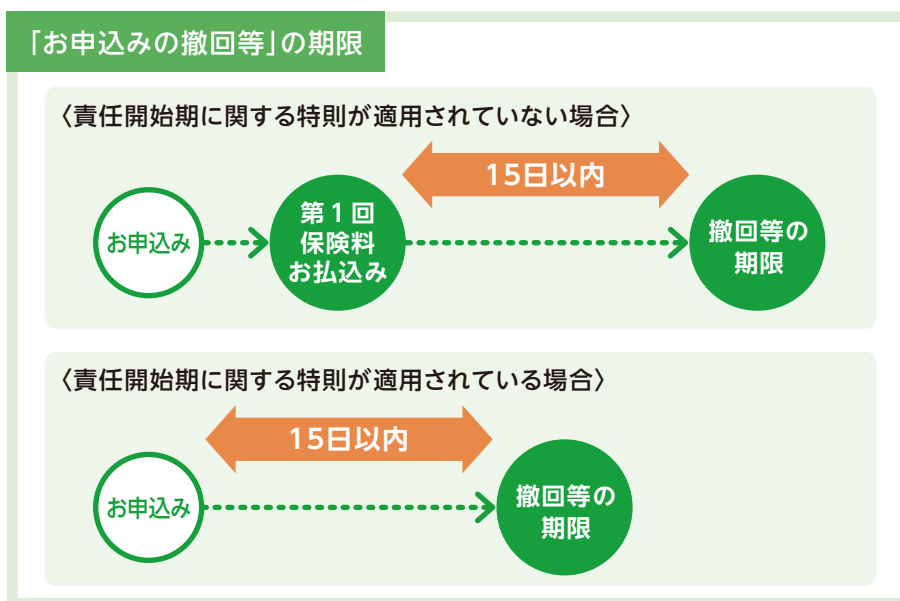 「お申込みの撤回等」の期限
〈責任開始期に関する特則が適用されていない場合〉
15日以内
お申込み
第1回
保険料
お払込み
撤回等の
期限
〈責任開始期に関する特則が適用されている場合〉
15日以内
お申込み
撤回等の
期限